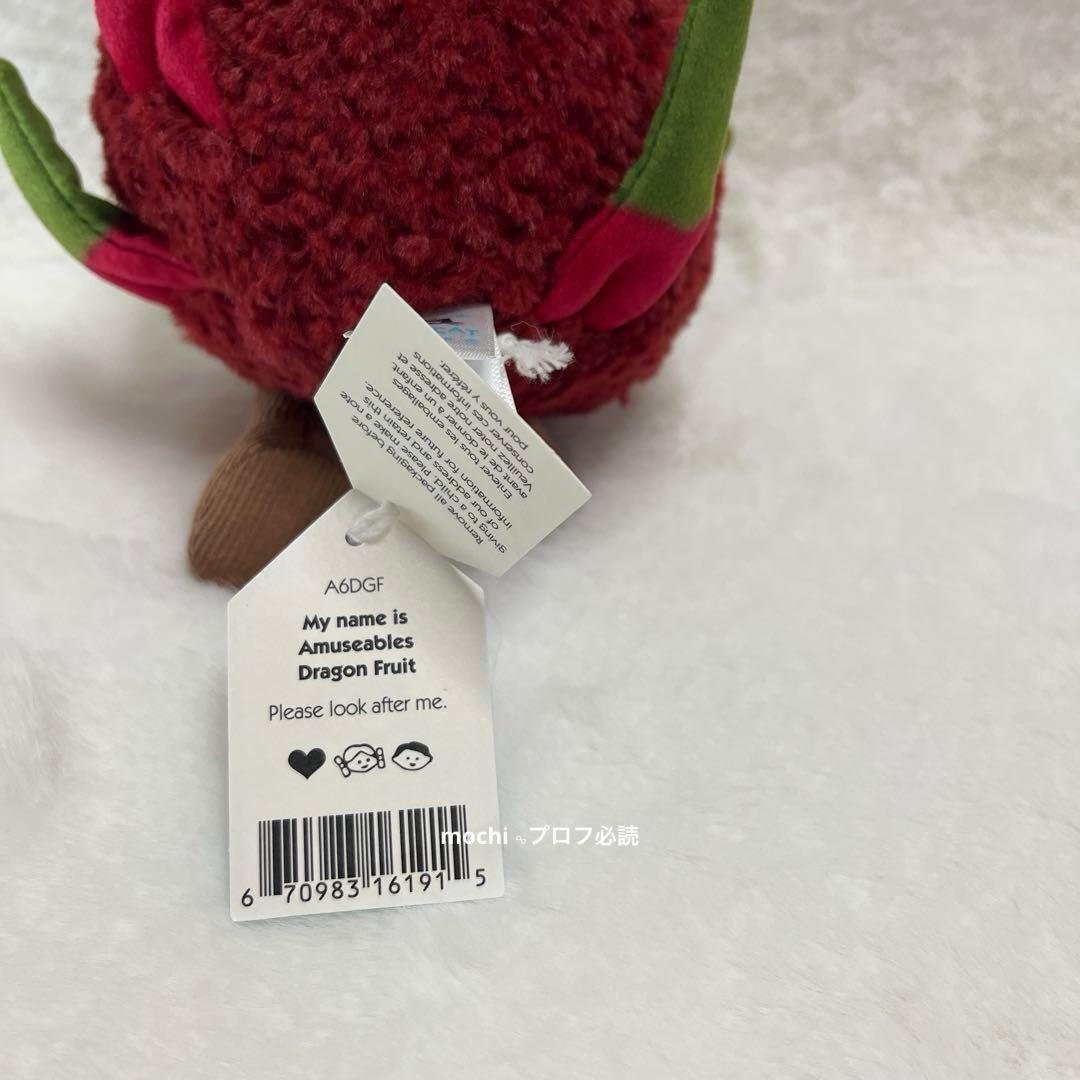 CAT
Remove all packaging before
giving to a child, please make a note
of our address and retain this
information for future reference.
Enlever tous les emballages
avant de le donner à un enfant.
Veuillez noter notre adresse et
conserver ces informations
pour vous y référer.
A6DGF
My name is
Amuseables
Dragon Fruit
Please look after me.
6 70983 16191 5
mochi プロフ必読